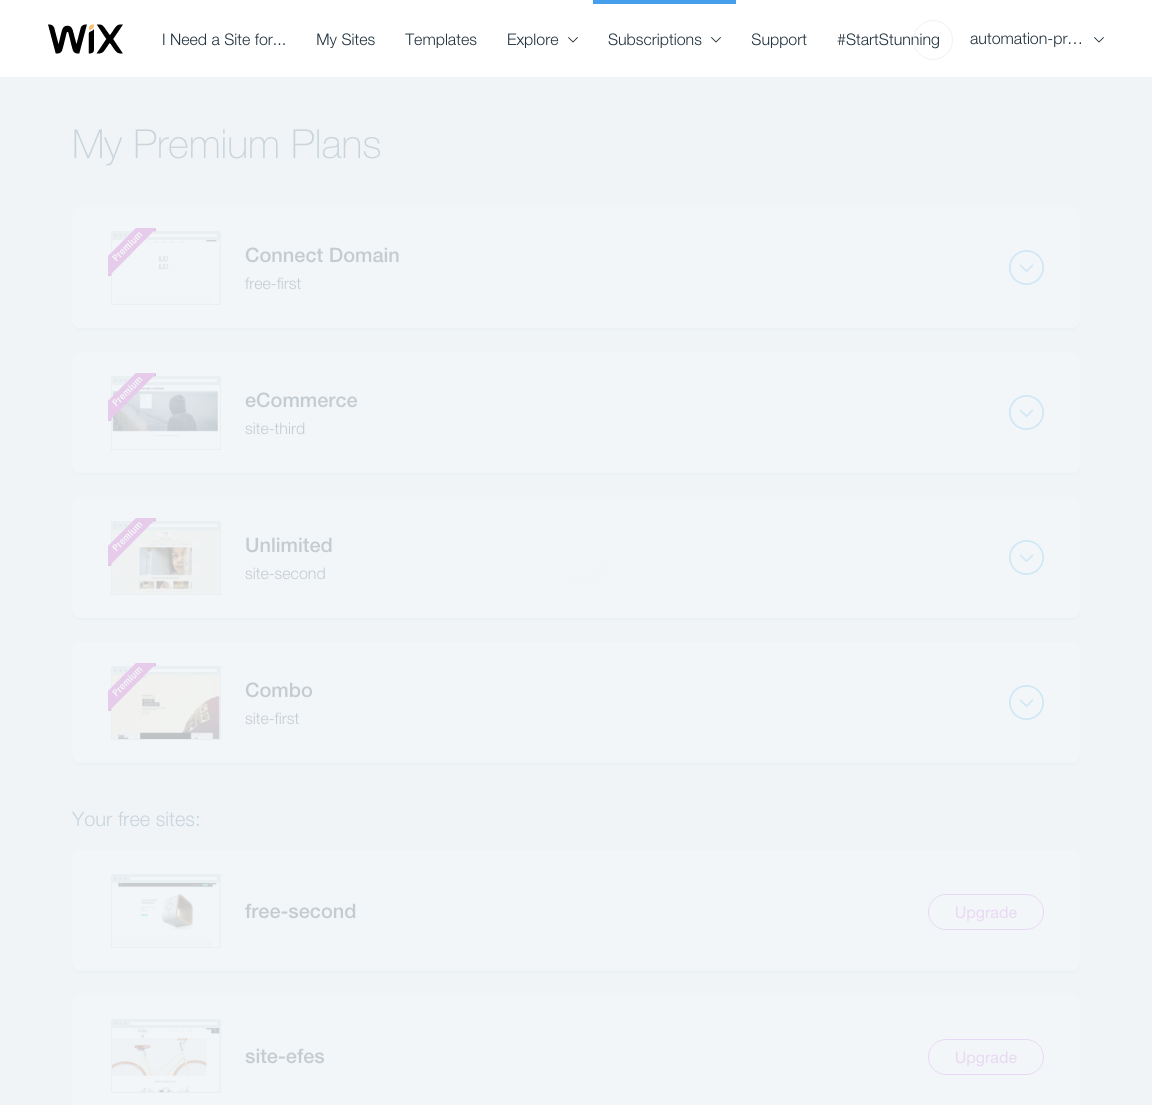 WiX
I Need a Site for...
My Sites
Templates
Explore
Subscriptions
Support
#StartStunning
automation-pr...
My Premium Plans
Premium
Connect Domain
free-first
Premium
eCommerce
site-third
Premium
Unlimited
site-second
Premium
Combo
site-first
Your free sites:
free-second
Upgrade
site-efes
Upgrade